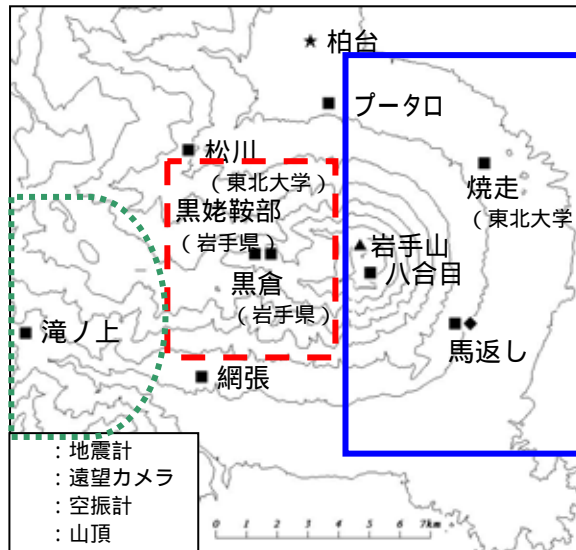 柏台
プータロ
松川
（東北大学）
焼走
（東北大学
黒姥鞍部
（岩手県）
岩手山
八合目
黒倉
（岩手県）
滝ノ上
馬返し
網張
：地震計
：遠望カメラ
：空振計
：山頂
0 1 2 3 4 5 6 7km